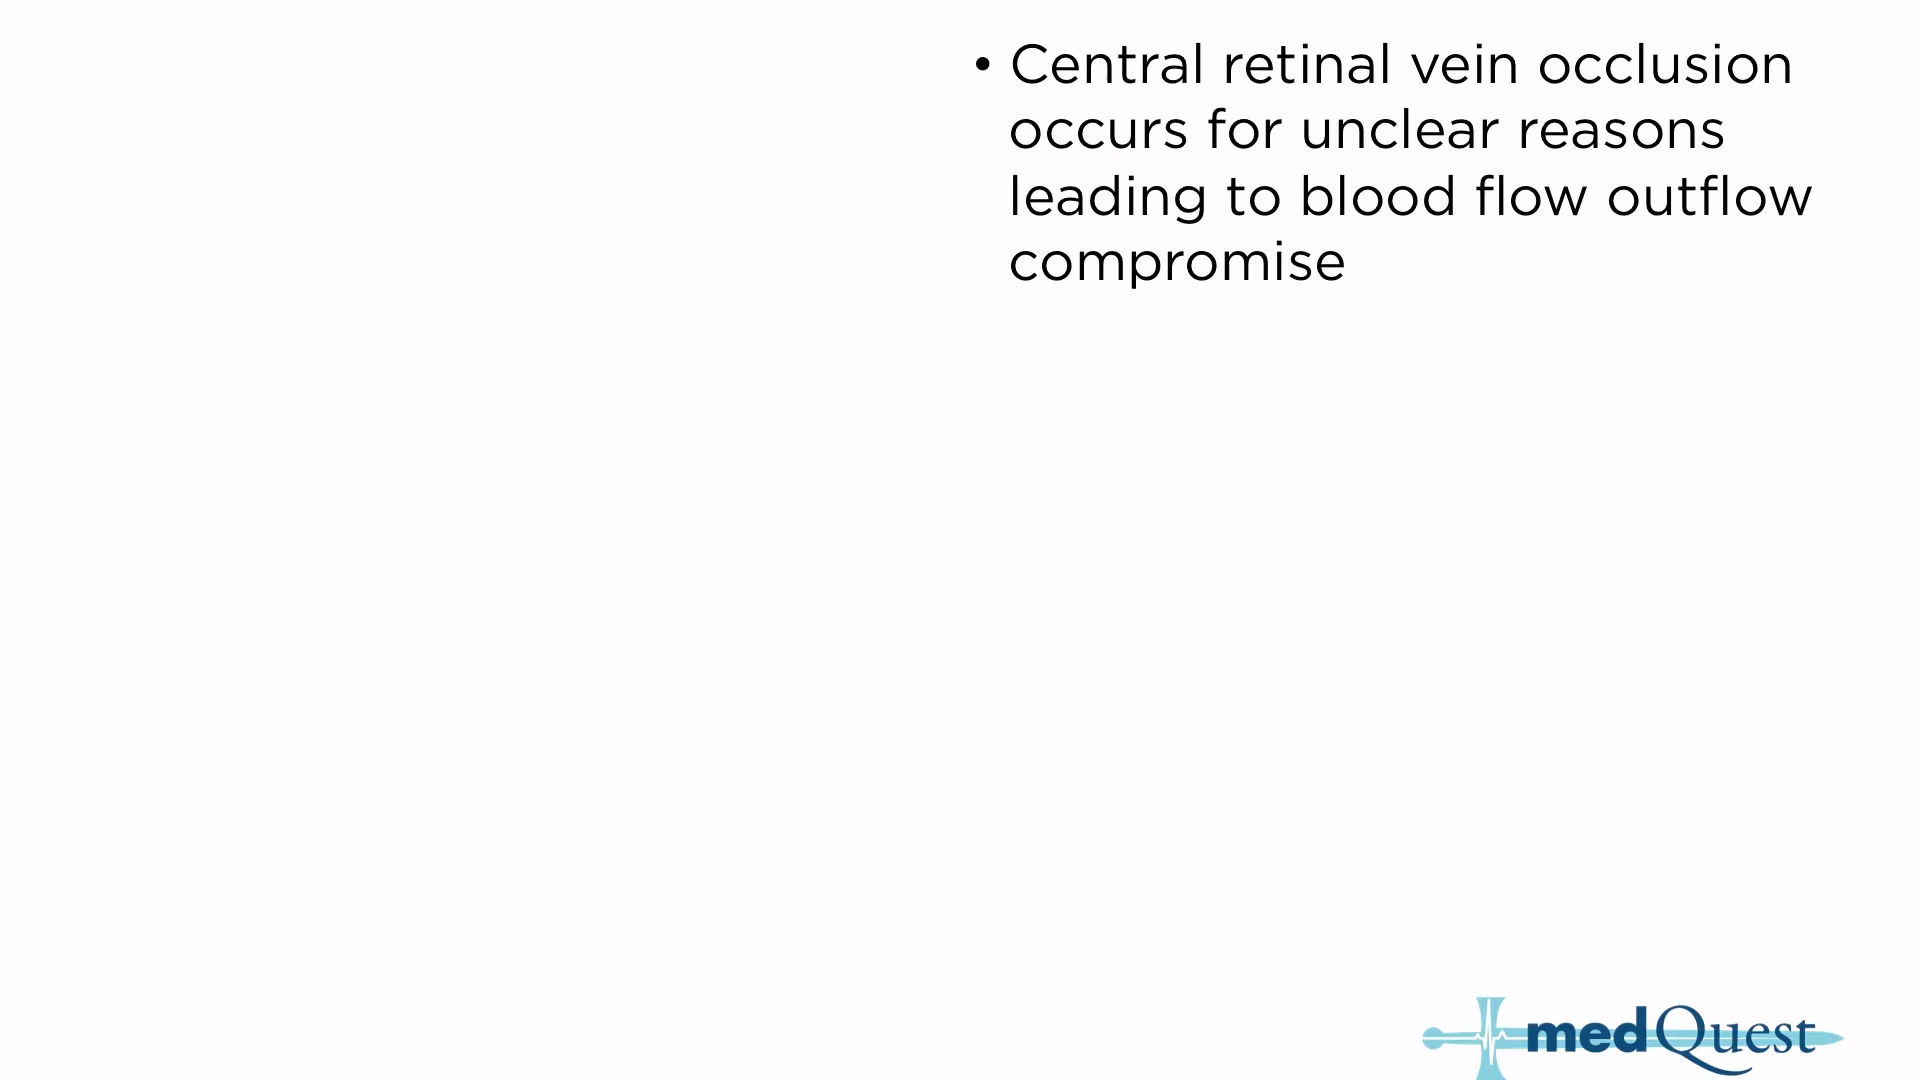 • Central retinal vein occlusion
occurs for unclear reasons
leading to blood flow outflow
compromise
medQuest